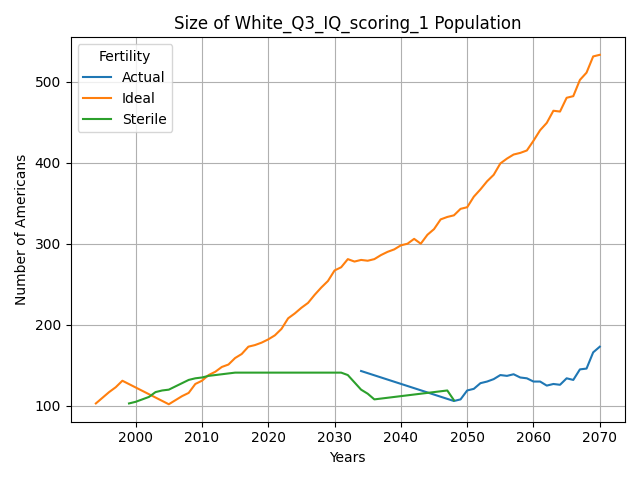 Size of White_Q3_IQ_scoring_1 Population
Fertility
Actual
Ideal
Sterile
Number of Americans
500
400
300
200
100
2000 2010 2020 2030 2040 2050 2060 2070
Years